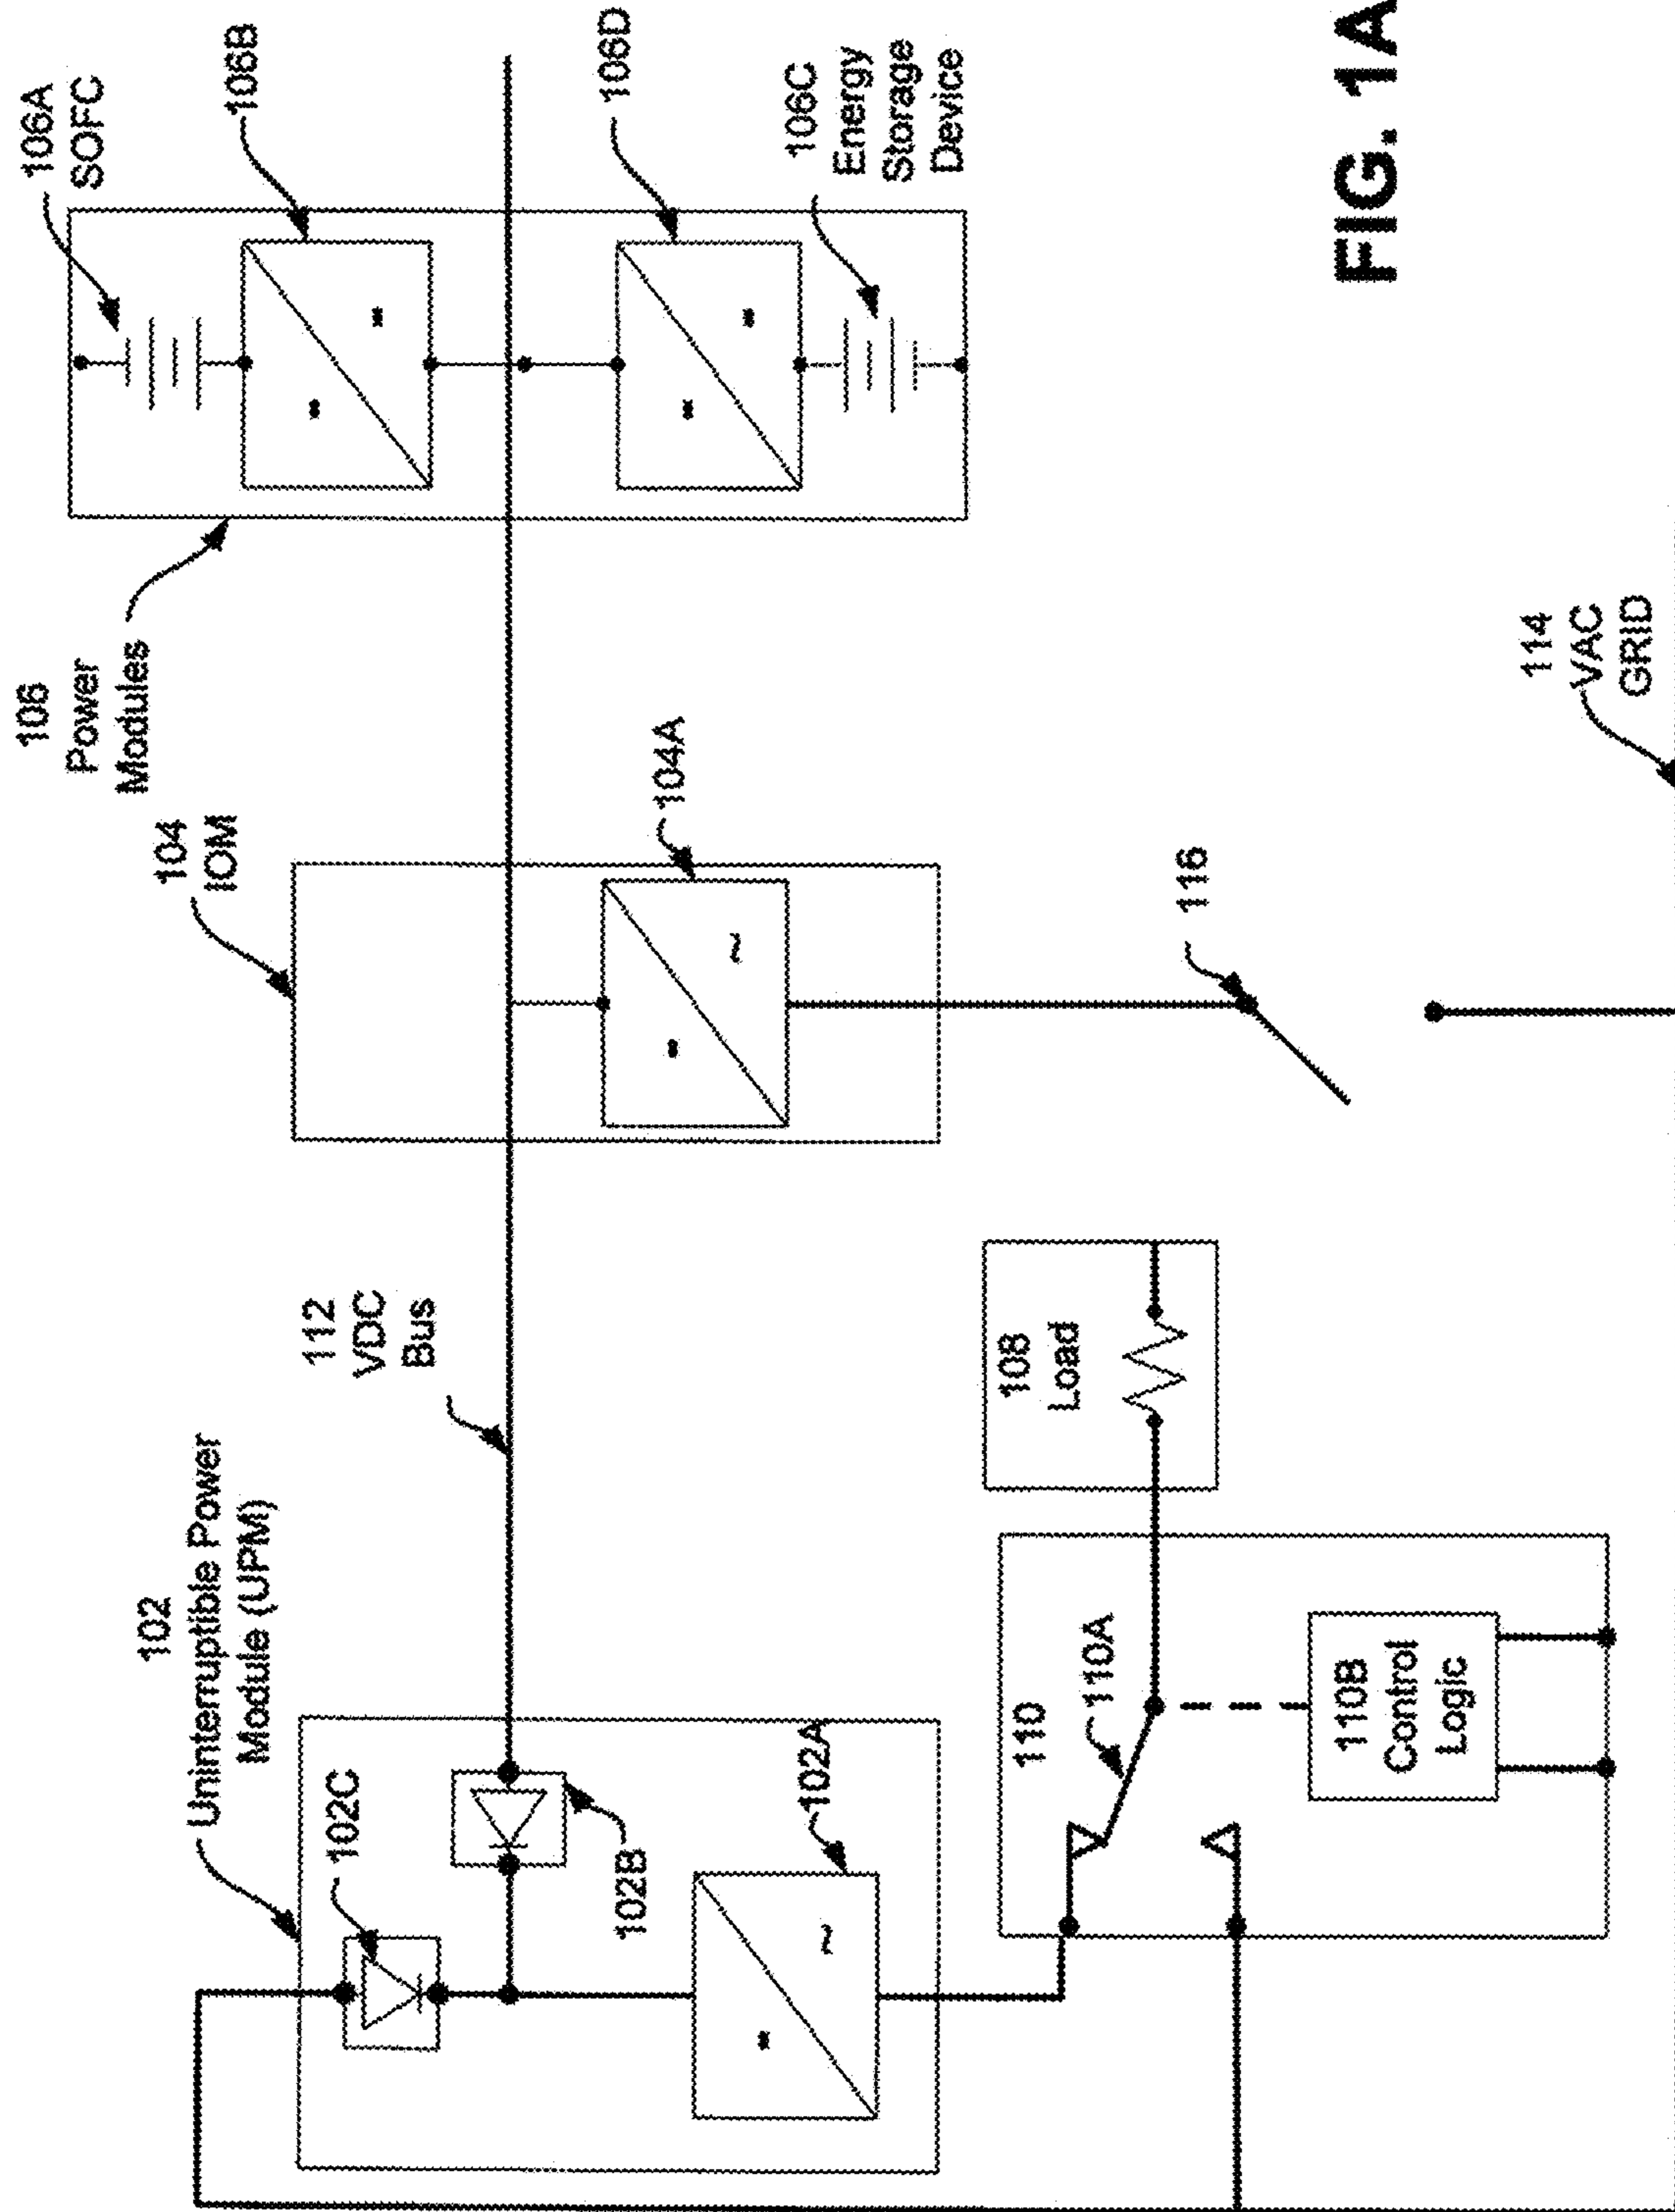 102
Uninterruptible Power
Module (UPM)
102C
102B
102A
112
VDC
Bus
104
IOM
104A
106
Power
Modules
106A
SOFC
106B
106D
106C
Energy
Storage
Device
110
110A
110B
Control
Logic
108
Load
116
114
VAC
GRID
FIG. 1A